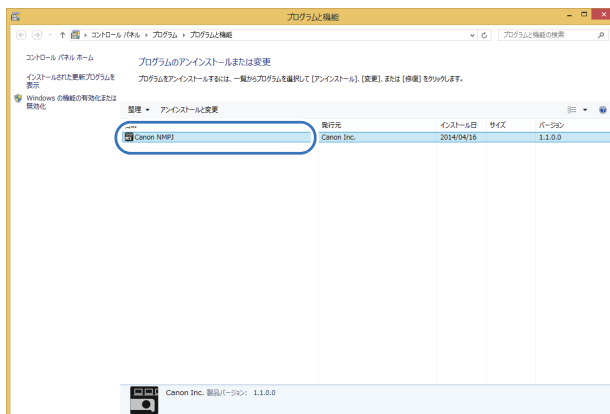 プログラムと機能
コントロール パネル › プログラム › プログラムと機能
プログラムと機能の検索
コントロール パネル ホーム
インストールされた更新プログラムを
表示
Windows の機能の有効化または
無効化
プログラムのアンインストールまたは変更
プログラムをアンインストールするには、一覧からプログラムを選択して [アンインストール]、[変更]、または [修復] をクリックします。
整理 アンインストールと変更
発行元 インストール日 サイズ バージョン
Canon NMPJ Canon Inc. 2014/04/16 1.1.0.0
Canon Inc. 製品バージョン: 1.1.0.0